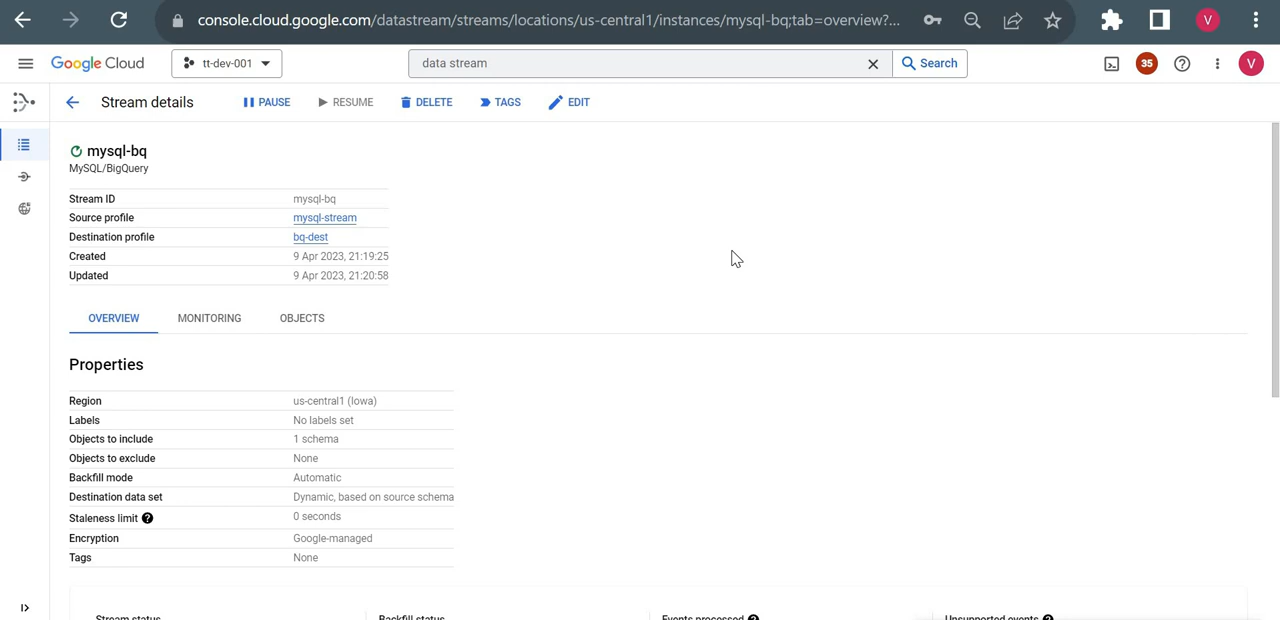 console.cloud.google.com/datastream/streams/locations/us-central1/instances/mysql-bq;tab=overview?...
V
Google Cloud
tt-dev-001
data stream
Search
35
V
Stream details
PAUSE
RESUME
DELETE
TAGS
EDIT
mysql-bq
MySQL/BigQuery
Stream ID mysql-bq
Source profile mysql-stream
Destination profile bq-dest
Created 9 Apr 2023, 21:19:25
Updated 9 Apr 2023, 21:20:58
OVERVIEW MONITORING OBJECTS
Properties
Region us-central1 (Iowa)
Labels No labels set
Objects to include 1 schema
Objects to exclude None
Backfill mode Automatic
Destination data set Dynamic, based on source schema
Staleness limit ? 0 seconds
Encryption Google-managed
Tags None
Stream status Backfill status Events processed ? Unsupported events ?